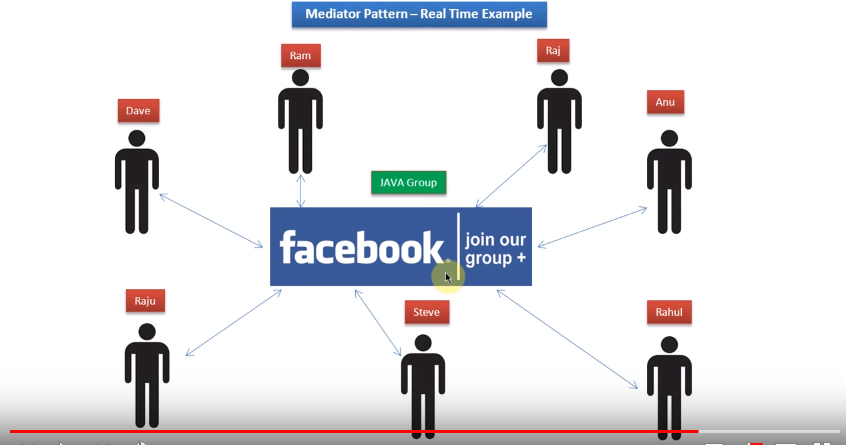 Mediator Pattern – Real Time Example
Ram
Raj
Dave
Anu
JAVA Group
facebook.
join our
group +
Raju
Steve
Rahul